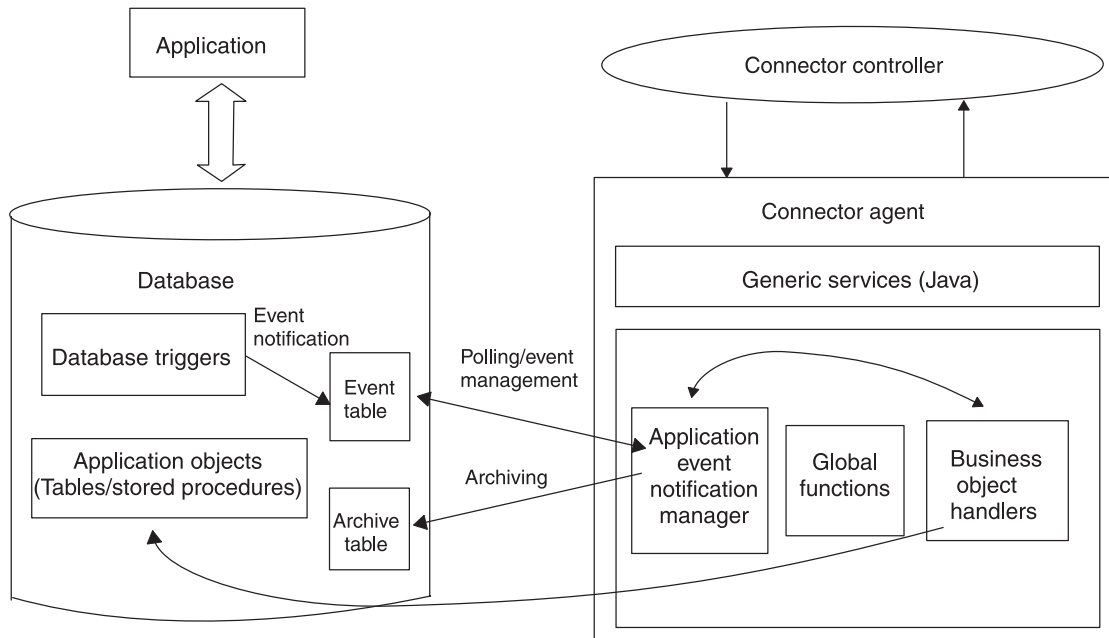 Application
Connector controller
Connector agent
Generic services (Java)
Database
Event
notification
Database triggers
Event
table
Polling/event
management
Application objects
(Tables/stored procedures)
Archive
table
Archiving
Application
event
notification
manager
Global
functions
Business
object
handlers